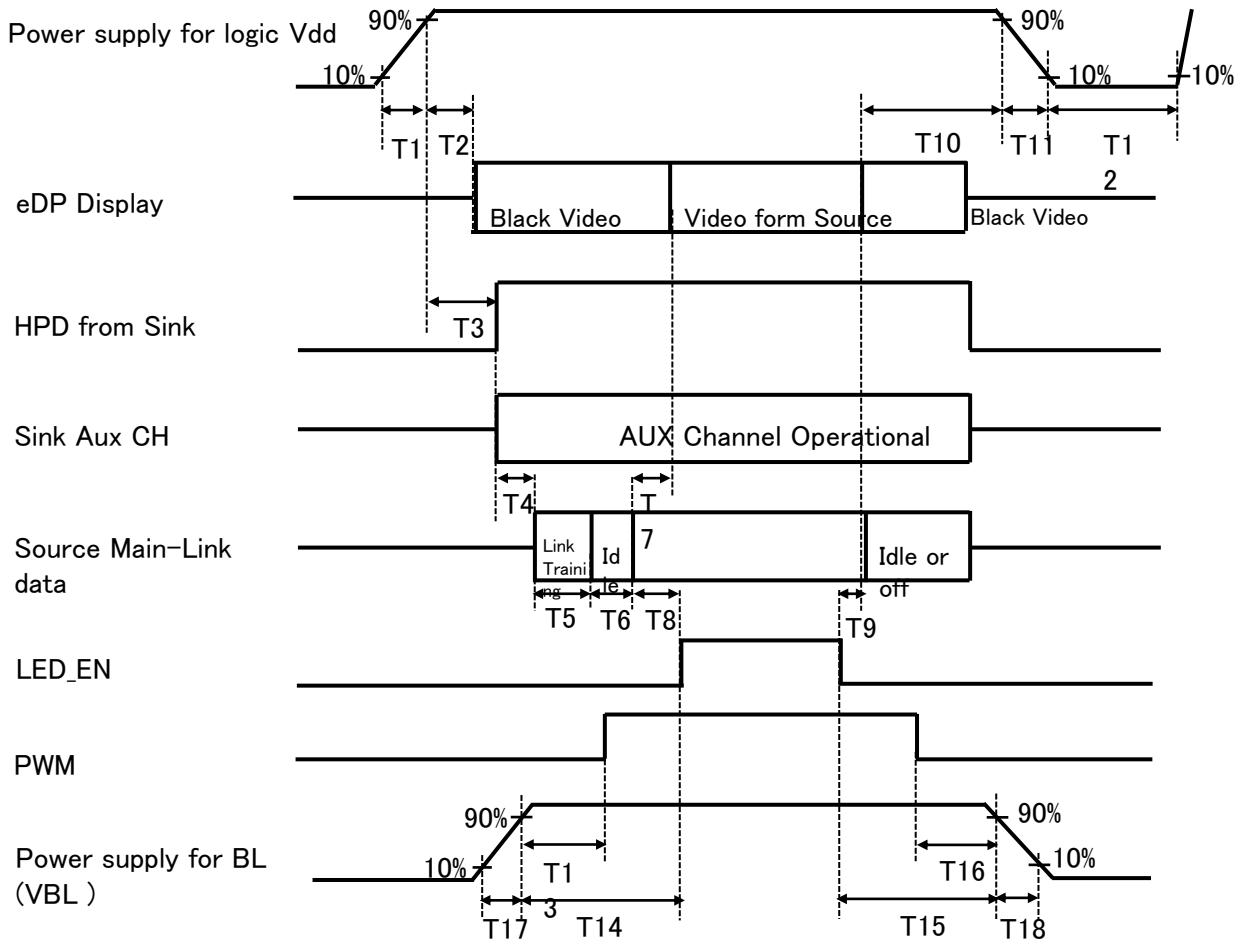 90%
90%
Power supply for logic Vdd
10%
10%
10%
T1
T2
T10
T11
T1
2
eDP Display
Black Video
Video form Source
Black Video
T3
HPD from Sink
Sink Aux CH
AUX Channel Operational
T4
T
7
Source Main-Link
data
Link
Traini
ng
Id
le
Idle or
off
T5
T6
T8
T9
LED_EN
PWM
90%
90%
Power supply for BL
(VBL )
10%
10%
T1
3
T16
T17
T14
T15
T18